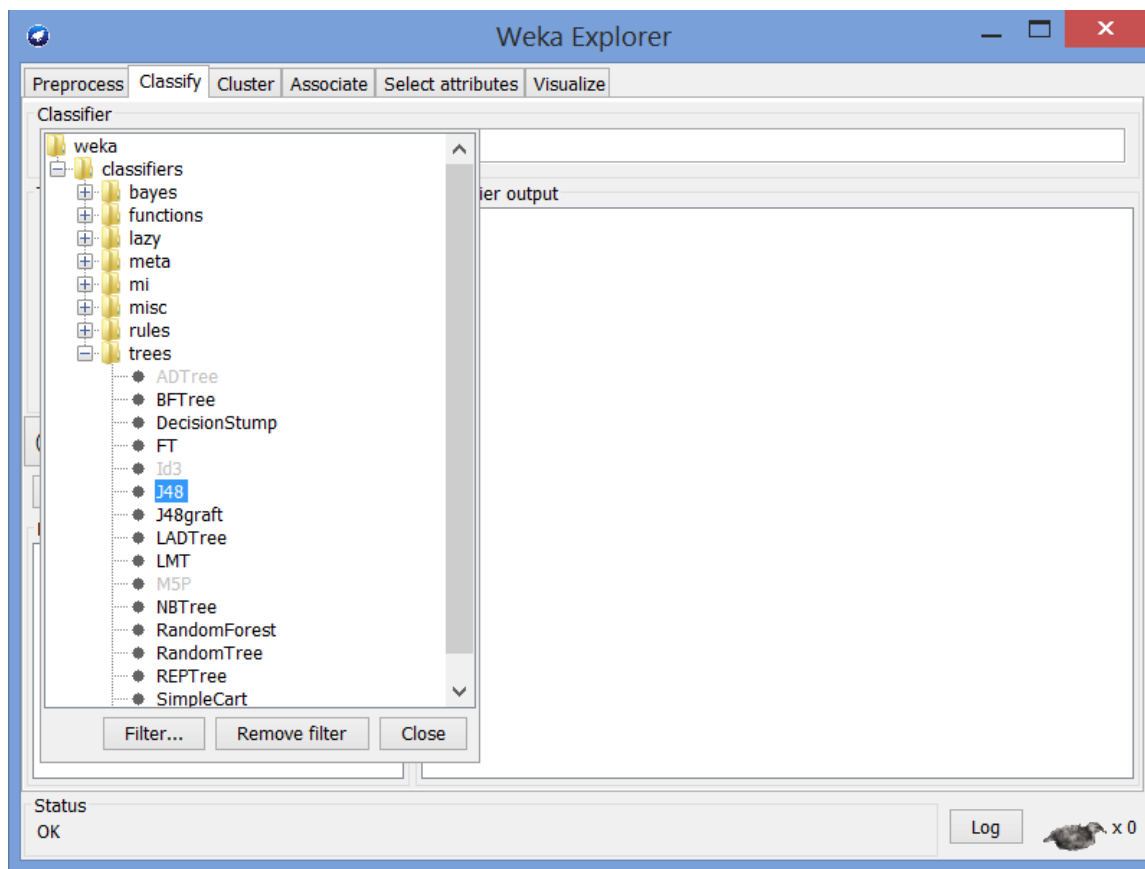 Weka Explorer
Preprocess Classify Cluster Associate Select attributes Visualize
Classifier
weka
classifiers
bayes
ier output
functions
lazy
meta
mi
misc
rules
trees
ADTree
BFTree
DecisionStump
FT
Id3
J48
J48graft
LADTree
LMT
M5P
NBTree
RandomForest
RandomTree
REPTree
SimpleCart
Filter... Remove filter Close
Status
OK
Log x 0